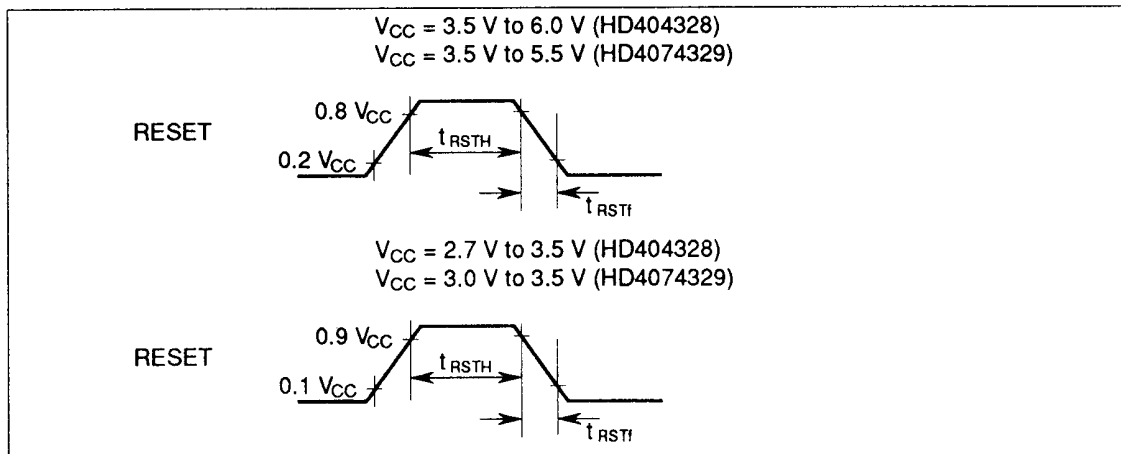 VCC = 3.5 V to 6.0 V (HD404328)
VCC = 3.5 V to 5.5 V (HD4074329)
0.8 VCC
RESET
tRSTH
0.2 VCC
tRSTf
VCC = 2.7 V to 3.5 V (HD404328)
VCC = 3.0 V to 3.5 V (HD4074329)
0.9 VCC
RESET
tRSTH
0.1 VCC
tRSTf